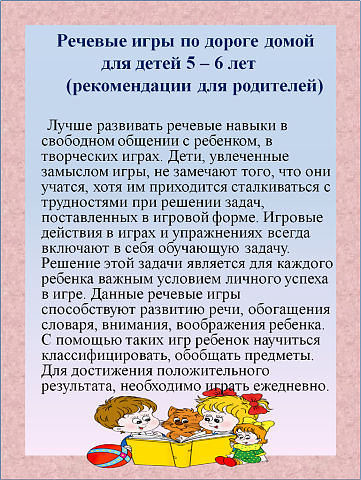 Речевые игры по дороге домой
для детей 5 – 6 лет
(рекомендации для родителей)
Лучше развивать речевые навыки в
свободном общении с ребенком, в
творческих играх. Дети, увлеченные
замыслом игры, не замечают того, что они
учатся, хотя им приходится сталкиваться с
трудностями при решении задач,
поставленных в игровой форме. Игровые
действия в играх и упражнениях всегда
включают в себя обучающую задачу.
Решение этой задачи является для каждого
ребенка важным условием личного успеха
в игре. Данные речевые игры
способствуют развитию речи, обогащения
словаря, внимания, воображения ребенка.
С помощью таких игр ребенок научиться
классифицировать, обобщать предметы.
Для достижения положительного
результата, необходимо играть ежедневно.